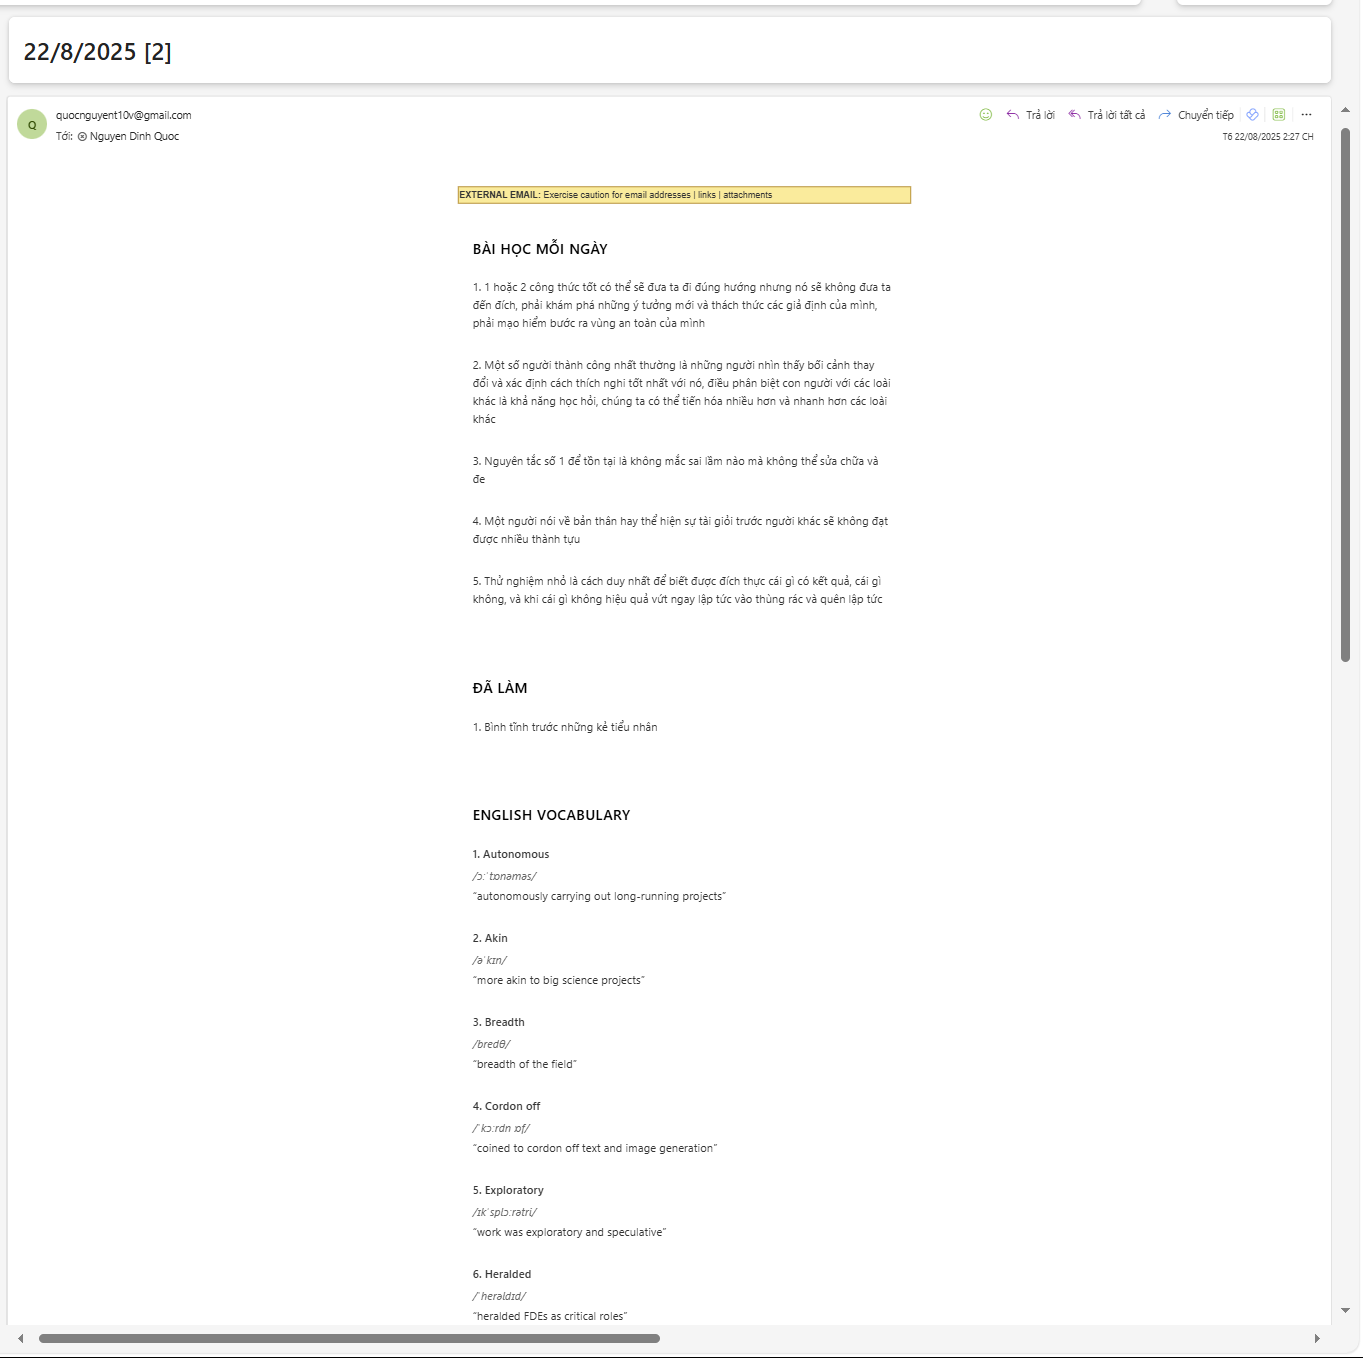 22/8/2025 [2]
Q
quocnguyent10v@gmail.com
Tới: Nguyen Dinh Quoc
Trả lời
Trả lời tất cả
Chuyển tiếp
T6 22/08/2025 2:27 CH
EXTERNAL EMAIL: Exercise caution for email addresses | links | attachments
BÀI HỌC MỖI NGÀY
1. 1 hoặc 2 công thức tốt có thể sẽ đưa ta đi đúng hướng nhưng nó sẽ không đưa ta
đến đích, phải khám phá những ý tưởng mới và thách thức các giả định của mình,
phải mạo hiểm bước ra vùng an toàn của mình
2. Một số người thành công nhất thường là những người nhìn thấy bối cảnh thay
đổi và xác định cách thích nghi tốt nhất với nó, điều phân biệt con người với các loài
khác là khả năng học hỏi, chúng ta có thể tiến hóa nhiều hơn và nhanh hơn các loài
khác
3. Nguyên tắc số 1 để tồn tại là không mắc sai lầm nào mà không thể sửa chữa và
đe
4. Một người nói về bản thân hay thể hiện sự tài giỏi trước người khác sẽ không đạt
được nhiều thành tựu
5. Thử nghiệm nhỏ là cách duy nhất để biết được đích thực cái gì có kết quả, cái gì
không, và khi cái gì không hiệu quả vứt ngay lập tức vào thùng rác và quên lập tức
ĐÃ LÀM
1. Bình tĩnh trước những kẻ tiểu nhân
ENGLISH VOCABULARY
1. Autonomous
/ɔːˈtɒnəməs/
“autonomously carrying out long-running projects”
2. Akin
/əˈkɪn/
“more akin to big science projects”
3. Breadth
/bredθ/
“breadth of the field”
4. Cordon off
/ˈkɔːrdn ɒf/
“coined to cordon off text and image generation”
5. Exploratory
/ɪkˈsplɔːrətri/
“work was exploratory and speculative”
6. Heralded
/ˈherəldɪd/
“heralded FDEs as critical roles”